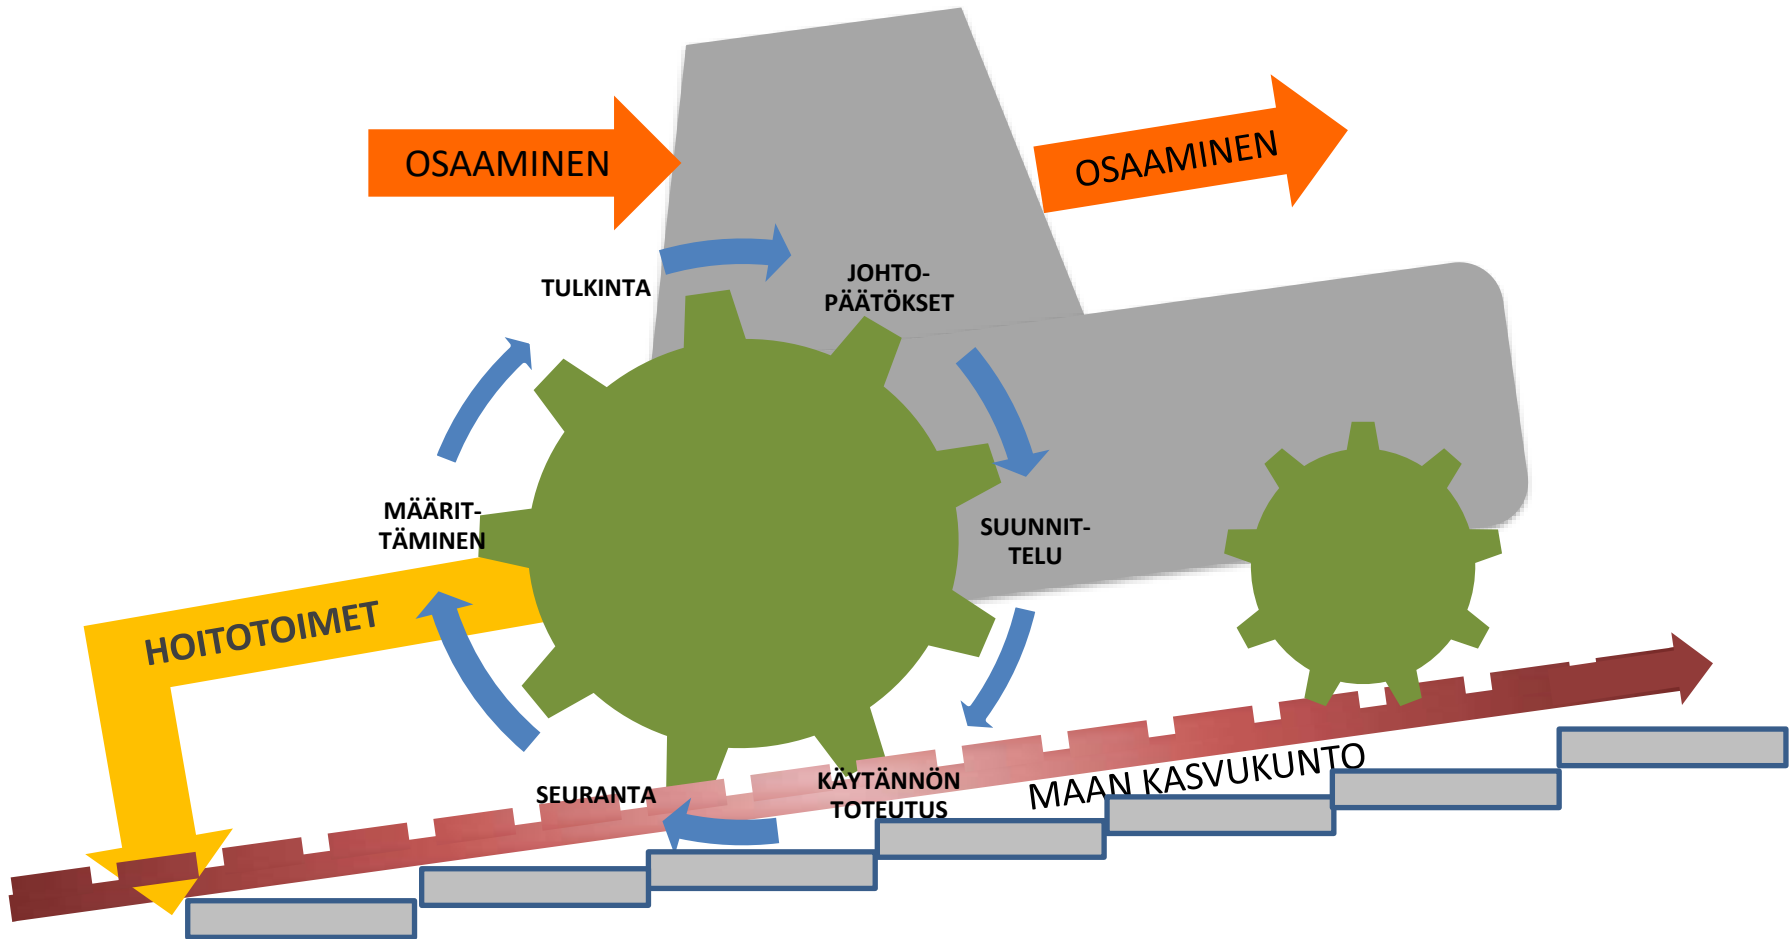 OSAAMINEN
OSAAMINEN
TULKINTA
JOHTO-
PÄÄTÖKSET
MÄÄRIT-
TÄMINEN
SUUNNIT-
TELU
HOITOTOIMET
SEURANTA
KÄYTÄNNÖN
TOTEUTUS
MAAN KASVUKUNTO